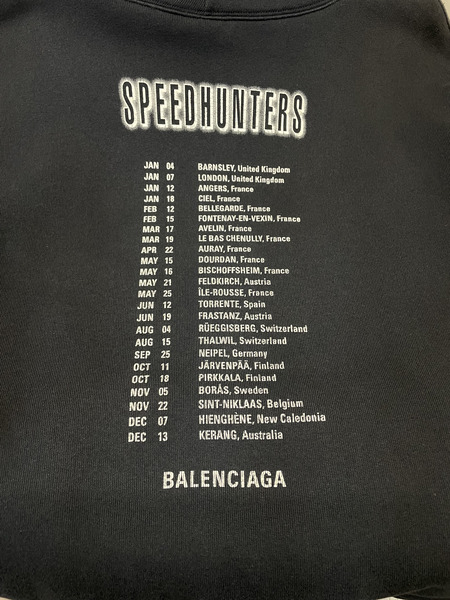 SPEEDHUNTERS
JAN 04 BARNSLEY, United Kingdom
JAN 07 LONDON, United Kingdom
JAN 12 ANGERS, France
JAN 18 CIEL, France
FEB 12 BELLEGARDE, France
FEB 15 FONTENAY-EN-VEXIN, France
MAR 17 AVELIN, France
MAR 19 LE BAS CHENULLY, France
APR 22 AURAY, France
MAY 15 DOURDAN, France
MAY 16 BISCHOFFSHEIM, France
MAY 21 FELDKIRCH, Austria
MAY 25 ÎLE-ROUSSE, France
JUN 12 TORRENTE, Spain
JUN 19 FRASTANZ, Austria
AUG 04 RÜEGGISBERG, Switzerland
AUG 15 THALWIL, Switzerland
SEP 25 NEIPEL, Germany
OCT 11 JÄRVENPÄÄ, Finland
OCT 18 PIRKKALA, Finland
NOV 05 BORÅS, Sweden
NOV 22 SINT-NIKLAAS, Belgium
DEC 07 HIENGHÈNE, New Caledonia
DEC 13 KERANG, Australia
BALENCIAGA